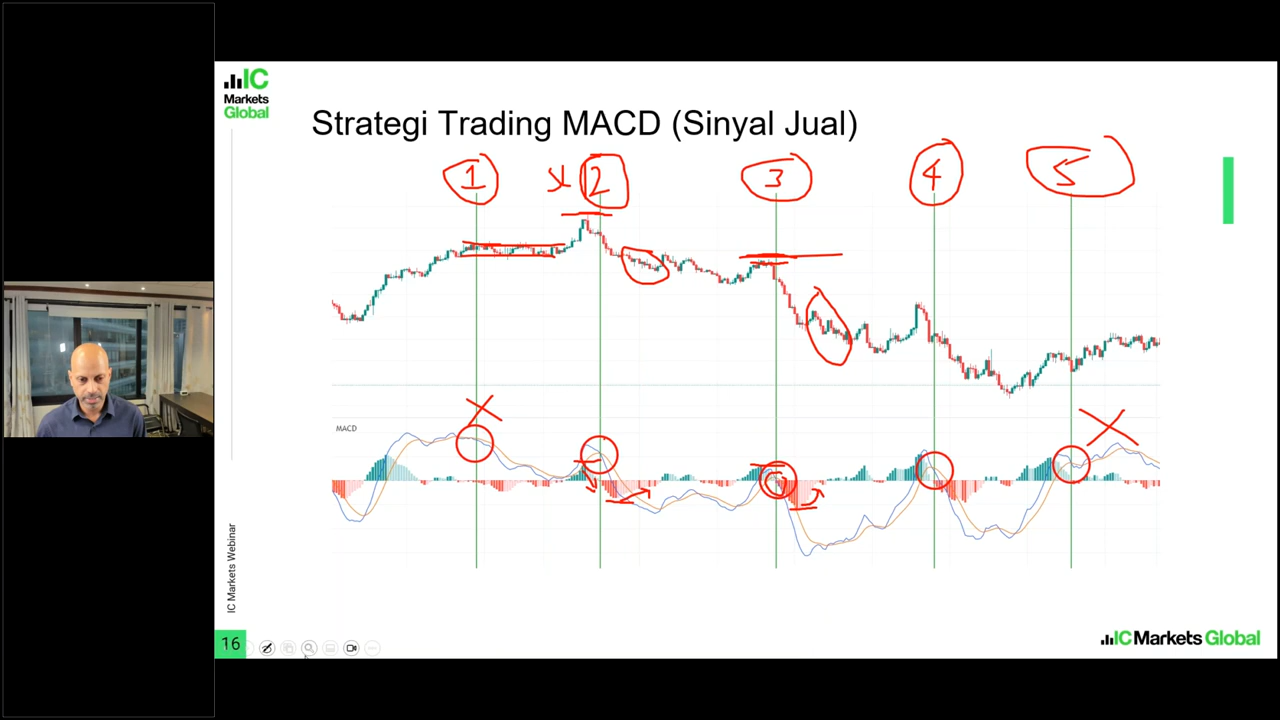 IC
Markets
Global
Strategi Trading MACD (Sinyal Jual)
1
SL
2
3
4
5
MACD
IC Markets Webinar
16
IC Markets Global